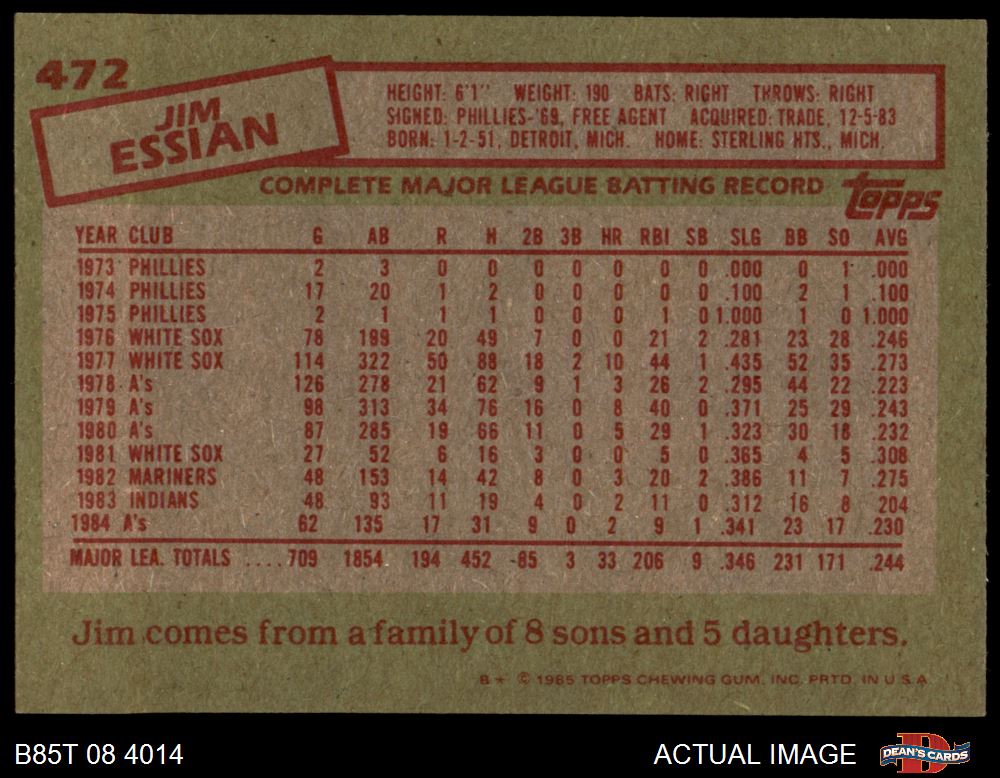 472
JIM
ESSIAN
HEIGHT: 6'1" WEIGHT: 190 BATS: RIGHT THROWS: RIGHT
SIGNED: PHILLIES-'69, FREE AGENT ACQUIRED: TRADE, 12-5-83
BORN: 1-2-51, DETROIT, MICH. HOME: STERLING HTS., MICH.
COMPLETE MAJOR LEAGUE BATTING RECORD
topps
YEAR CLUB G AB R H 2B 3B HR RBI SB SLG BB SO AVG
1973 PHILLIES 2 3 0 0 0 0 0 0 0 .000 0 1 .000
1974 PHILLIES 17 20 1 2 0 0 0 0 0 .100 2 1 .100
1975 PHILLIES 2 1 1 1 0 0 0 1 0 1.000 1 0 1.000
1976 WHITE SOX 78 199 20 49 7 0 0 21 2 .281 23 28 .246
1977 WHITE SOX 114 322 50 88 18 2 10 44 1 .435 52 35 .273
1978 A's 126 278 21 62 9 1 3 26 2 .295 44 22 .223
1979 A's 98 313 34 76 16 0 8 40 0 .371 25 29 .243
1980 A's 87 285 19 66 11 0 5 29 1 .323 30 18 .232
1981 WHITE SOX 27 52 6 16 3 0 0 5 0 .365 4 5 .308
1982 MARINERS 48 153 14 42 8 0 3 20 2 .386 11 7 .275
1983 INDIANS 48 93 11 19 4 0 2 11 0 .312 16 8 .204
1984 A's 62 135 17 31 9 0 2 9 1 .341 23 17 .230
MAJOR LEA. TOTALS ....709 1854 194 452 85 3 33 206 9 .346 231 171 .244
Jim comes from a family of 8 sons and 5 daughters.
B* © 1985 TOPPS CHEWING GUM, INC. PRTD. IN U.S.A.
B85T 08 4014 ACTUAL IMAGE DEAN'S CARDS